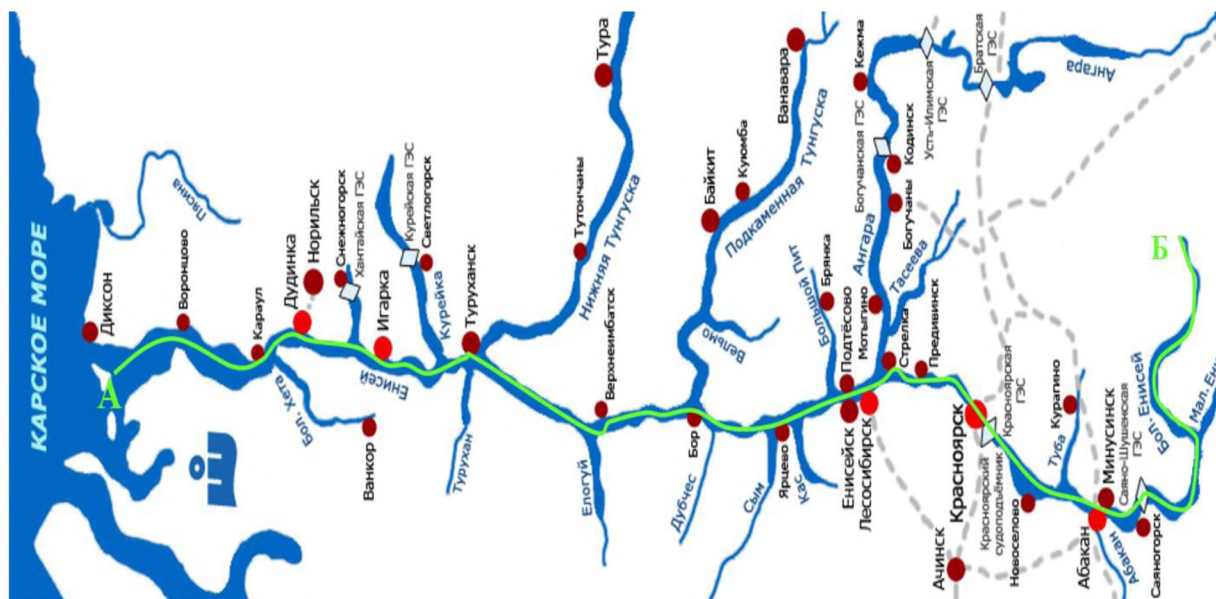 КАРСКОЕ МОРЕ
Диксон
А
Пясина
Воронцово
Караул
Дудинка
Норильск
Бол. Хета
Ванкор
Снежногорск
Хантайская ГЭС
Игарка
Енисей
Курейская ГЭС
Светлогорск
Курейка
Туруханск
Турухан
Тура
Тутончаны
Нижняя Тунгуска
Верхнеимбатск
Елогуй
Бор
Дубчес
Байкит
Куюмба
Ванавара
Подкаменная Тунгуска
Вельмо
Сым
Ярцево
Кас
Большой Пит
Брянка
Подтёсово
Енисейск
Лесосибирск
Мотыгино
Стрелка
Ангара
Тасеева
Богучанская ГЭС
Кежма
Кодинск
Богучаны
Усть-Илимская
ГЭС
Братская
ГЭС
Ангара
Предивинск
Красноярск
Красноярская
ГЭС
Красноярский
судоподъёмник
Ачинск
Новоселово
Туба
Курагино
Абакан
Минусинск
Абакан
Саяно-Шушенская
ГЭС
Саяногорск
Бол. Енисей
Мал. Ени
Б